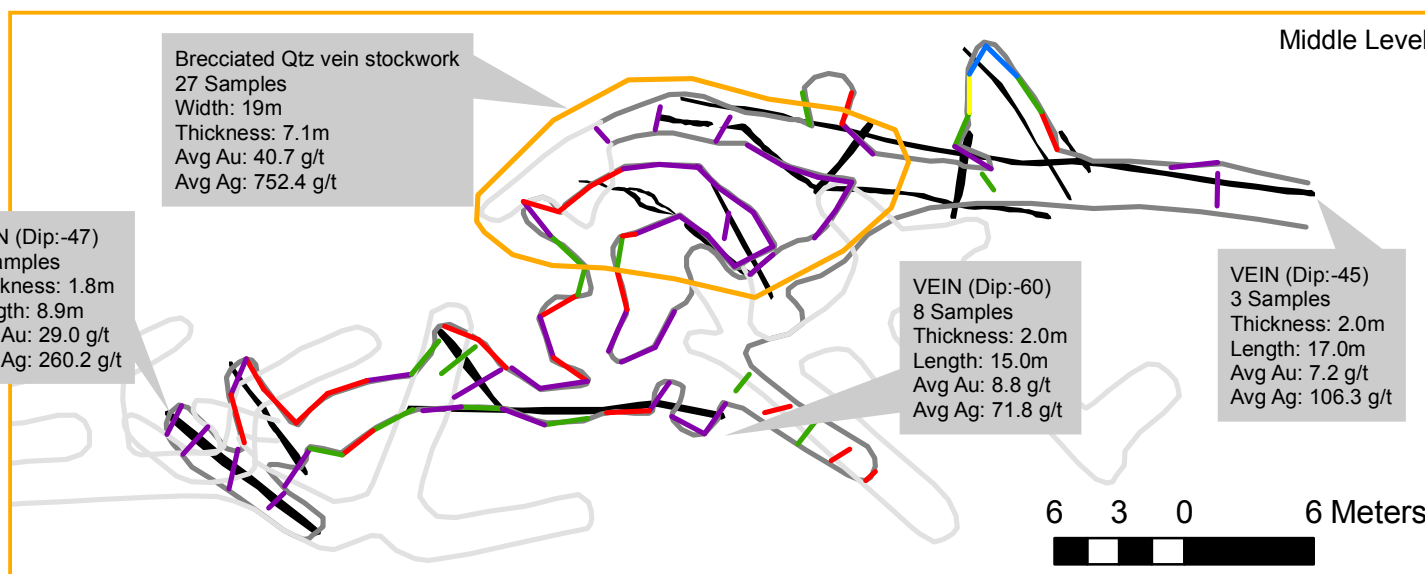 Middle Level
Brecciated Qtz vein stockwork
27 Samples
Width: 19m
Thickness: 7.1m
Avg Au: 40.7 g/t
Avg Ag: 752.4 g/t
N (Dip:-47)
amples
kness: 1.8m
gth: 8.9m
Au: 29.0 g/t
Ag: 260.2 g/t
VEIN (Dip:-60)
8 Samples
Thickness: 2.0m
Length: 15.0m
Avg Au: 8.8 g/t
Avg Ag: 71.8 g/t
VEIN (Dip:-45)
3 Samples
Thickness: 2.0m
Length: 17.0m
Avg Au: 7.2 g/t
Avg Ag: 106.3 g/t
6 3 0 6 Meters